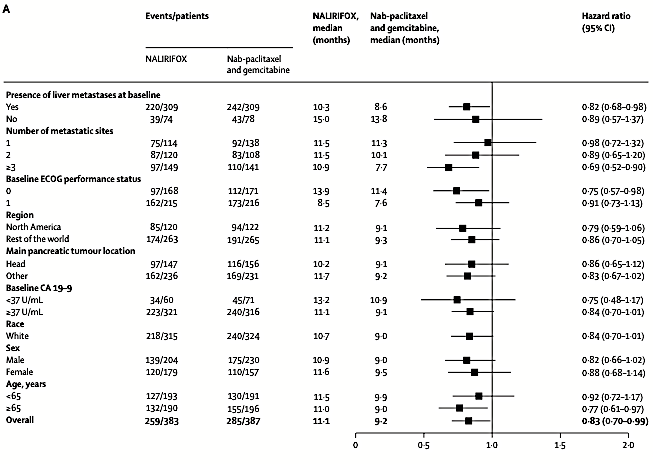 A
Events/patients NALIRIFOX, median (months) Nab-paclitaxel and gemcitabine, median (months) Hazard ratio (95% CI)
NALIRIFOX Nab-paclitaxel and gemcitabine
Presence of liver metastases at baseline
Yes 220/309 242/309 10·3 8·6 0·82 (0·68–0·98)
No 39/74 43/78 15·0 13·8 0·89 (0·57–1·37)
Number of metastatic sites
1 75/114 92/138 11·5 11·3 0·98 (0·72–1·32)
2 87/120 83/108 11·5 10·1 0·89 (0·65–1·20)
≥3 97/149 110/141 10·9 7·7 0·69 (0·52–0·90)
Baseline ECOG performance status
0 97/168 112/171 13·9 11·4 0·75 (0·57–0·98)
1 162/215 173/216 8·5 7·6 0·91 (0·73–1·13)
Region
North America 85/120 94/122 11·2 9·1 0·79 (0·59–1·06)
Rest of the world 174/263 191/265 11·1 9·3 0·86 (0·70–1·05)
Main pancreatic tumour location
Head 97/147 116/156 10·2 9·1 0·86 (0·65–1·12)
Other 162/236 169/231 11·7 9·2 0·83 (0·67–1·02)
Baseline CA 19–9
<37 U/mL 34/60 45/71 13·2 10·9 0·75 (0·48–1·17)
≥37 U/mL 223/321 240/316 11·1 9·1 0·84 (0·70–1·01)
Race
White 218/315 240/324 10·7 9·0 0·84 (0·70–1·01)
Sex
Male 139/204 175/230 10·9 9·0 0·82 (0·66–1·02)
Female 120/179 110/157 11·6 9·5 0·88 (0·68–1·14)
Age, years
<65 127/193 130/191 11·5 9·9 0·92 (0·72–1·17)
≥65 132/190 155/196 11·0 9·0 0·77 (0·61–0·97)
Overall 259/383 285/387 11·1 9·2 0·83 (0·70–0·99)
0 0·5 1·0 1·5 2·0